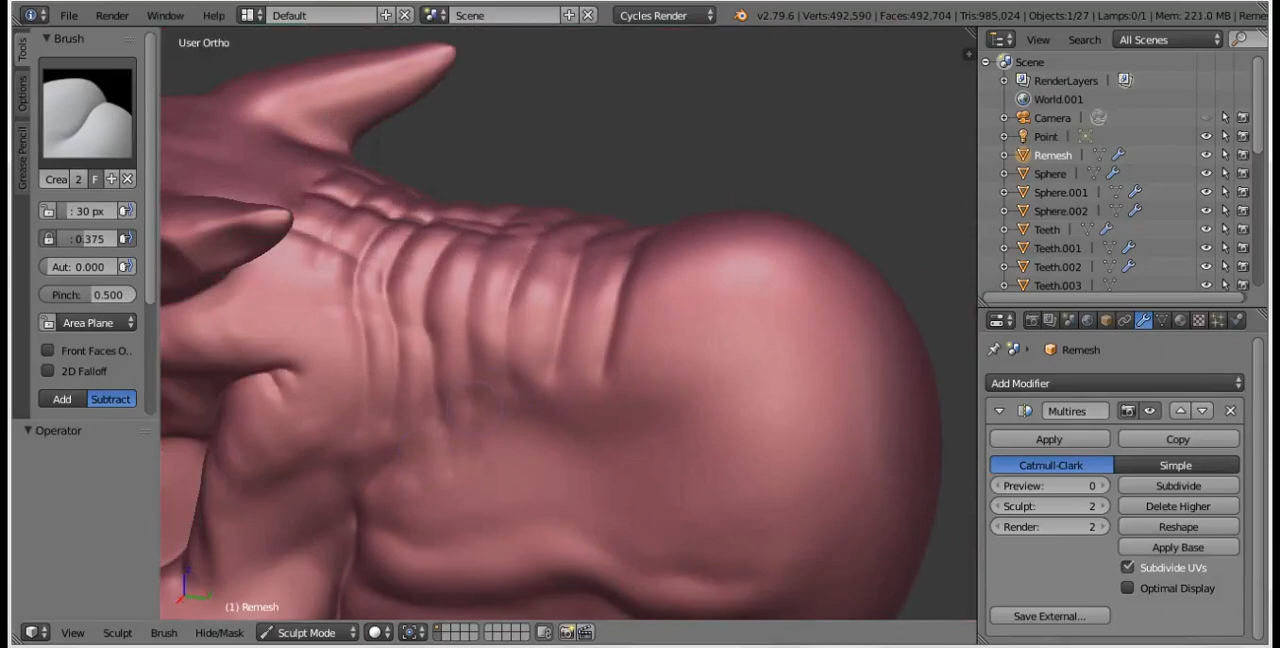 File Render Window Help Default Scene Cycles Render v2.79.6 | Verts:492,590 | Faces:492,704 | Tris:985,024 | Objects:1/27 | Lamps:0/1 | Mem: 221.0 MB | Reme
Tools
Options
Grease Pencil
Brush
Crea 2 F
: 30 px
: 0.375
Aut: 0.000
Pinch: 0.500
Area Plane
Front Faces O..
2D Falloff
Add Subtract
Operator
User Ortho
(1) Remesh
View Sculpt Brush Hide/Mask Sculpt Mode
View Search All Scenes
Scene
RenderLayers
World.001
Camera
Point
Remesh
Sphere
Sphere.001
Sphere.002
Teeth
Teeth.001
Teeth.002
Teeth.003
Remesh
Add Modifier
Multires
Apply Copy
Catmull-Clark Simple
Preview: 0 Subdivide
Sculpt: 2 Delete Higher
Render: 2 Reshape
Apply Base
Subdivide UVs
Optimal Display
Save External...